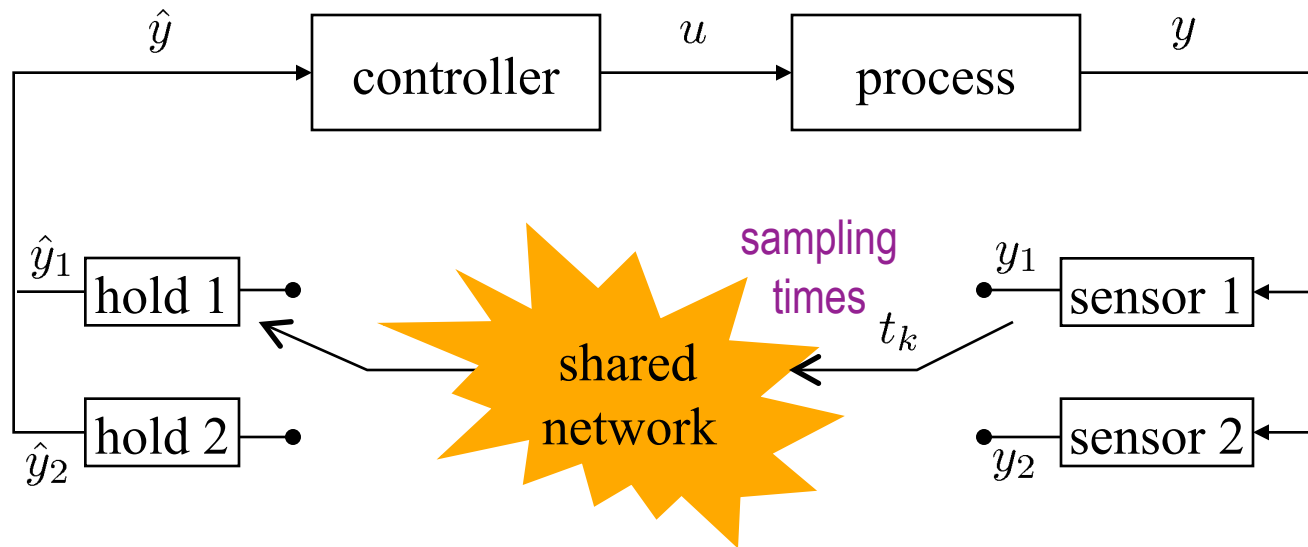 ŷ
u
y
controller
process
sampling
times
ŷ₁
hold 1
y₁
sensor 1
tₖ
shared
network
hold 2
ŷ₂
sensor 2
y₂